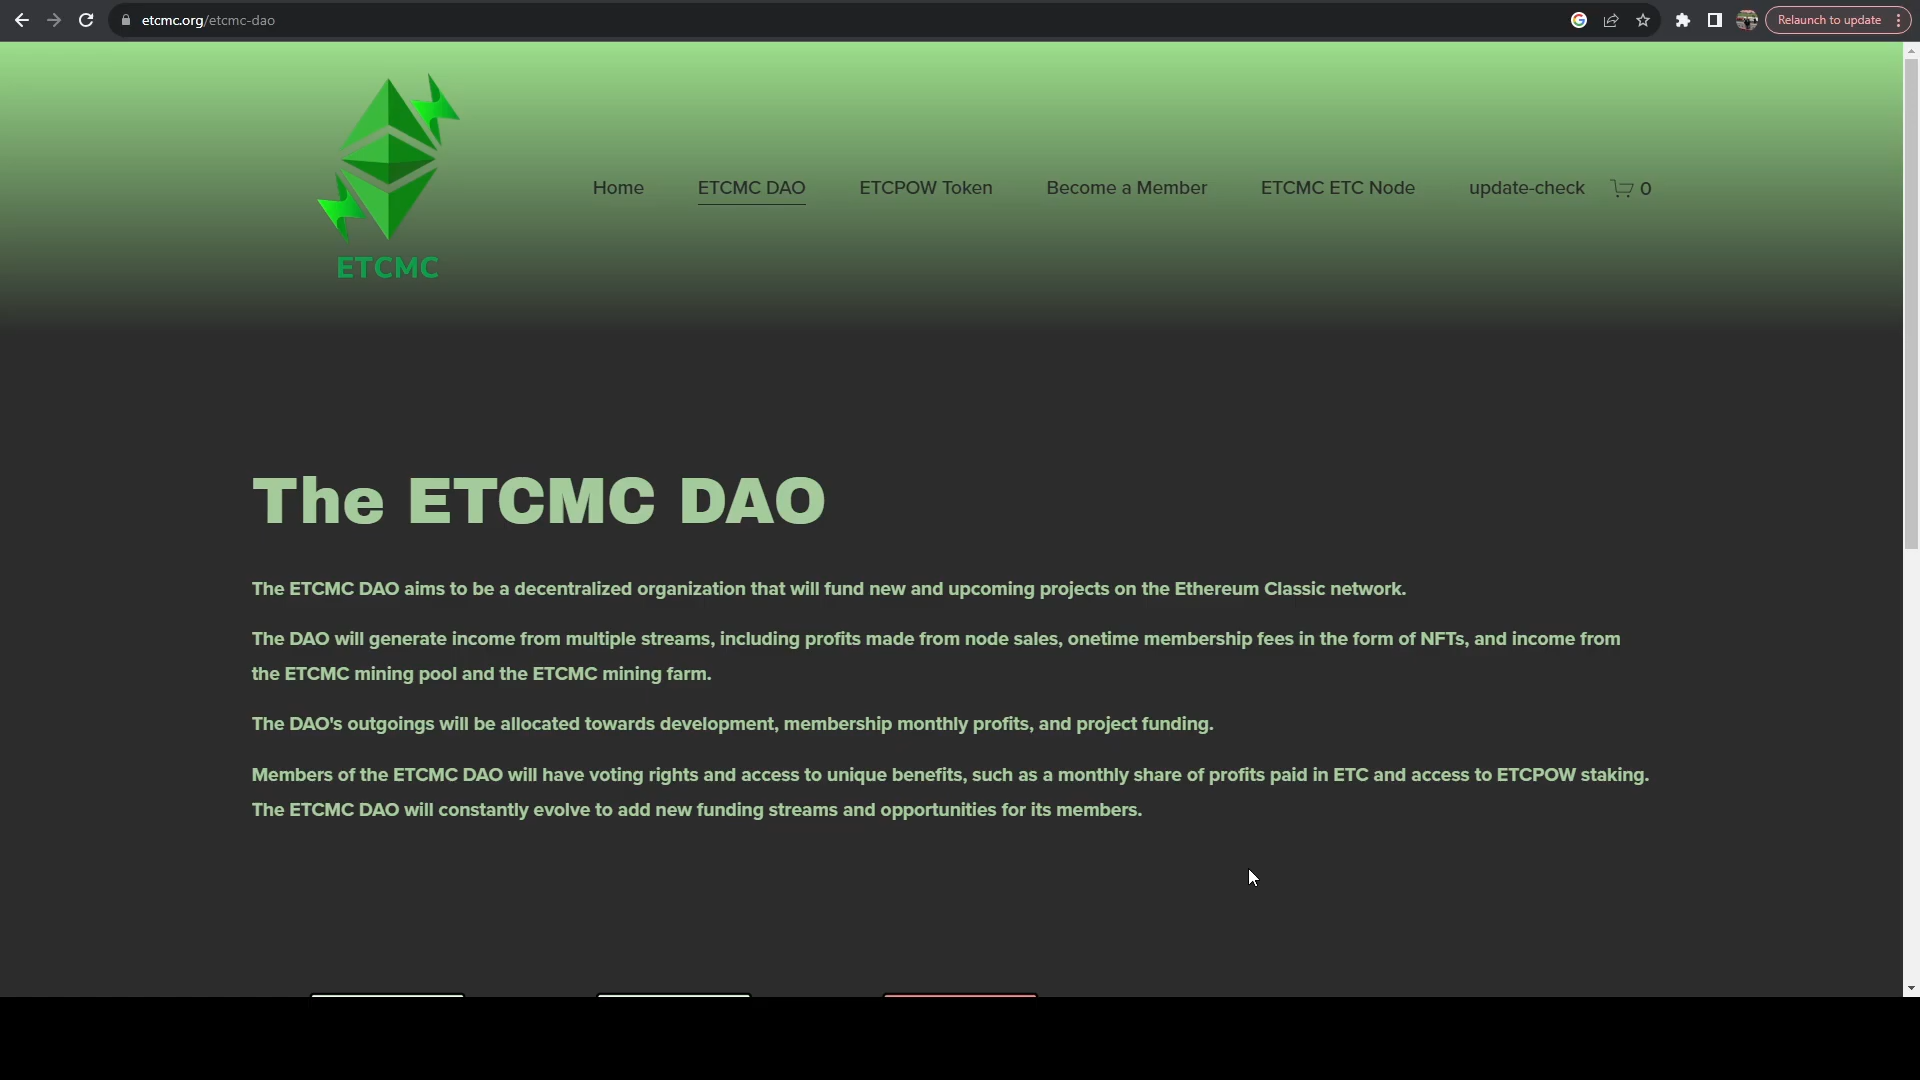 etcmc.org/etcmc-dao
Relaunch to update
Home
ETCMC DAO
ETCPOW Token
Become a Member
ETCMC ETC Node
update-check
0
ETCMC
The ETCMC DAO
The ETCMC DAO aims to be a decentralized organization that will fund new and upcoming projects on the Ethereum Classic network.
The DAO will generate income from multiple streams, including profits made from node sales, onetime membership fees in the form of NFTs, and income from
the ETCMC mining pool and the ETCMC mining farm.
The DAO's outgoings will be allocated towards development, membership monthly profits, and project funding.
Members of the ETCMC DAO will have voting rights and access to unique benefits, such as a monthly share of profits paid in ETC and access to ETCPOW staking.
The ETCMC DAO will constantly evolve to add new funding streams and opportunities for its members.